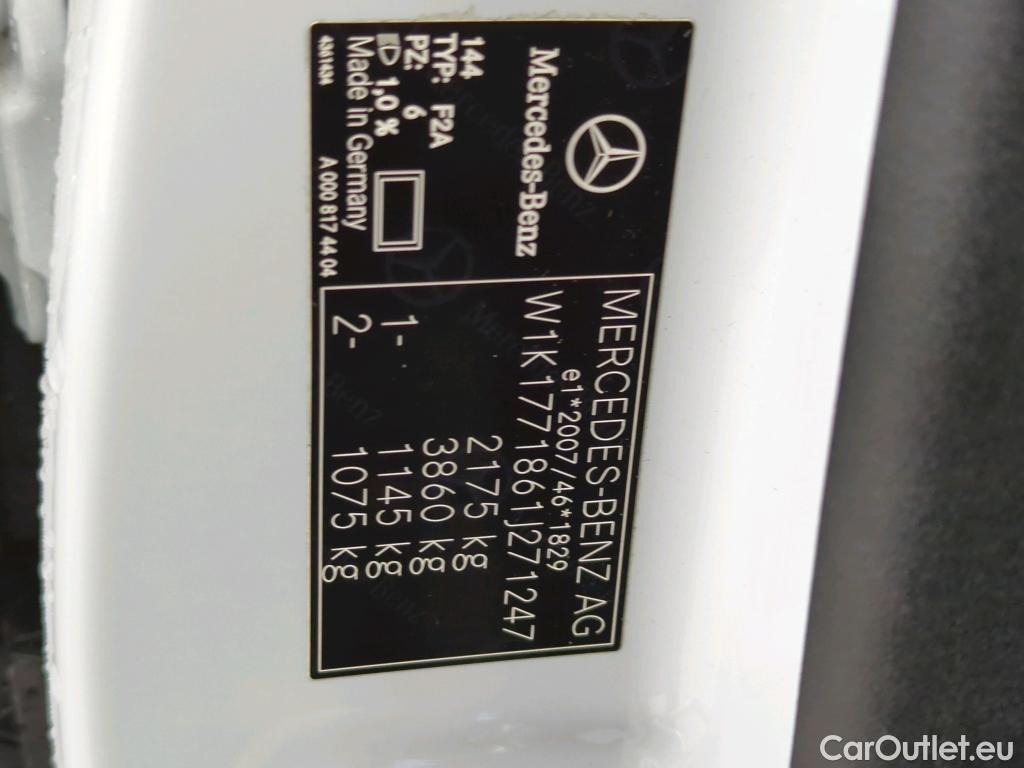 Mercedes-Benz
144
TYP: F2A
PZ: 6
1,0 %
Made in Germany
4361434 A 000 817 44 04
MERCEDES-BENZ AG
e1*2007/46*1829
W1K1771861J271247
2175 kg
3860 kg
1- 1145 kg
2- 1075 kg
CarOutlet.eu